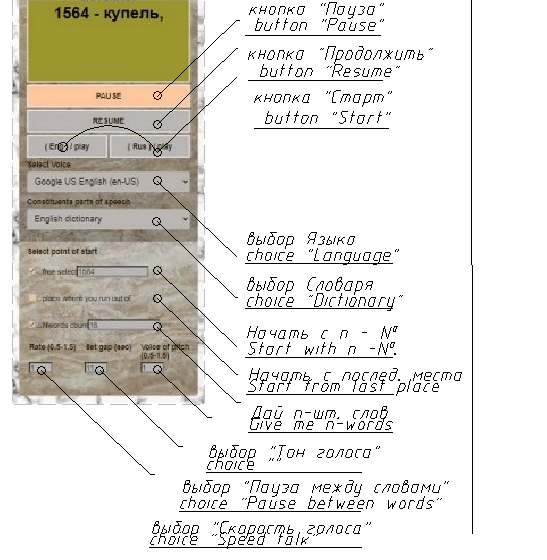 1564 - купель,
PAUSE
RESUME
( Eng ) / play
( Rus ) / play
Select voice
Google US English (en-US)
Constituents parts of speech
English dictionary
Select point of start
free select 1564
place where you run out of
Nwords count 16
Rate (0.5-1.5)
Set gap (sec)
Voice of pitch
(0.5-1.5)
кнопка "Пауза"
button "Pause"
кнопка "Продолжить"
button "Resume"
кнопка "Старт"
button "Start"
выбор Языка
choice "Language"
выбор Словаря
choice "Dictionary"
Начать с n - Nº
Start with n -Nº.
Начать с послед. места
Start from last place
Дай n-шт. слов
Give me n-words
выбор "Тон голоса"
choice ""
выбор "Пауза между словами"
choice "Pause between words"
выбор "Скорость голоса"
choice "Speed talk"